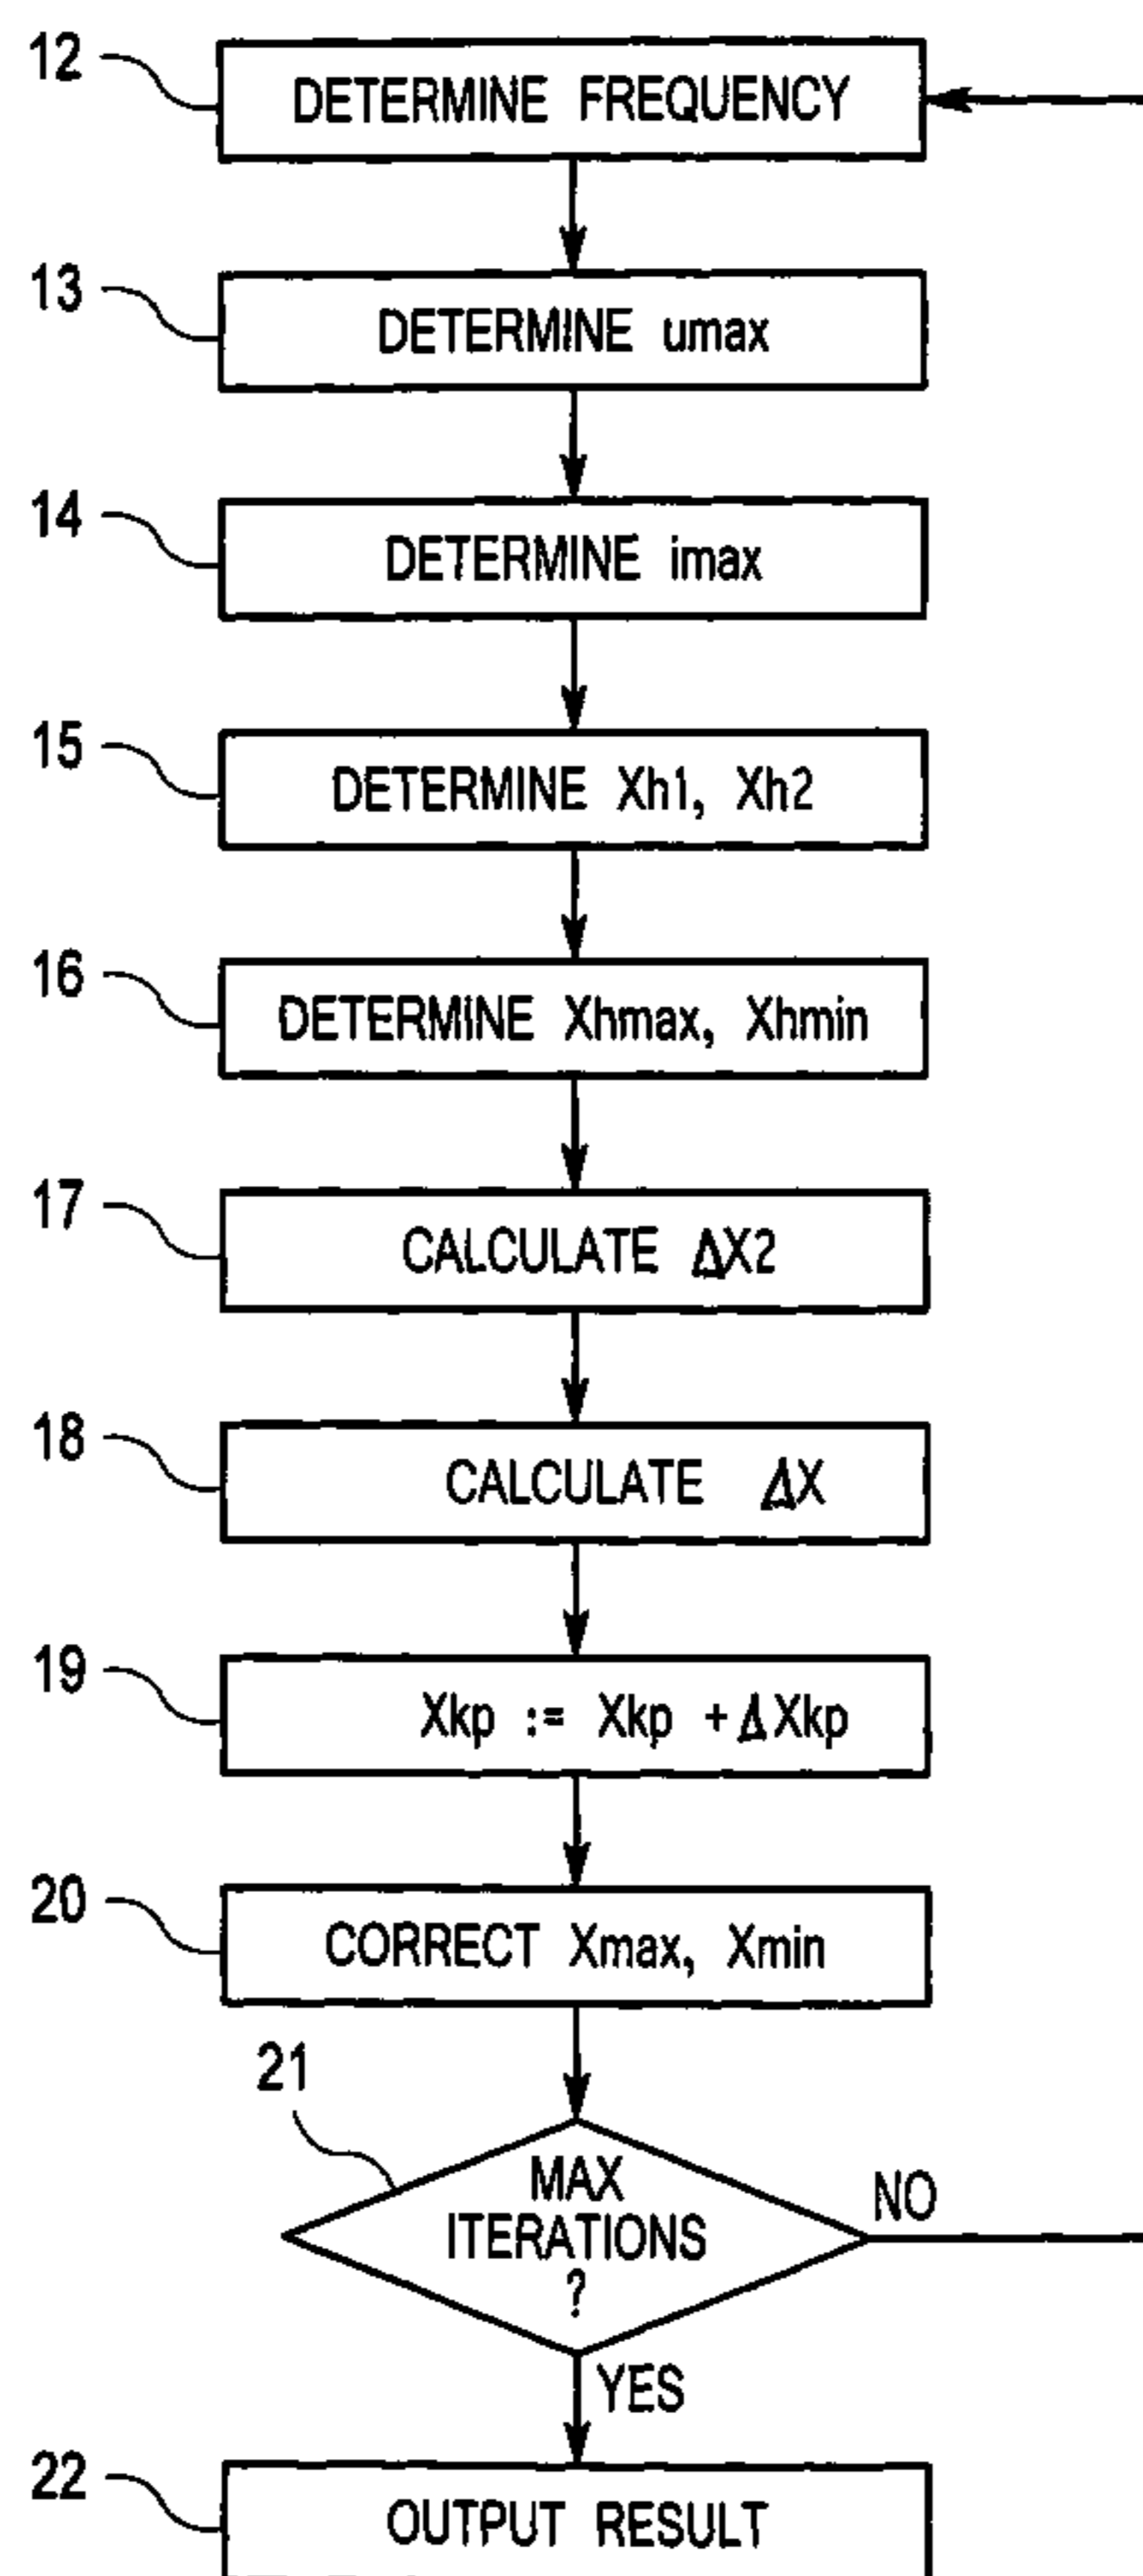 12
DETERMINE FREQUENCY
13
DETERMINE umax
14
DETERMINE imax
15
DETERMINE Xh1, Xh2
16
DETERMINE Xhmax, Xhmin
17
CALCULATE ΔX2
18
CALCULATE ΔX
19
Xkp := Xkp +ΔXkp
20
CORRECT Xmax, Xmin
21
MAX
ITERATIONS
?
NO
YES
22
OUTPUT RESULT